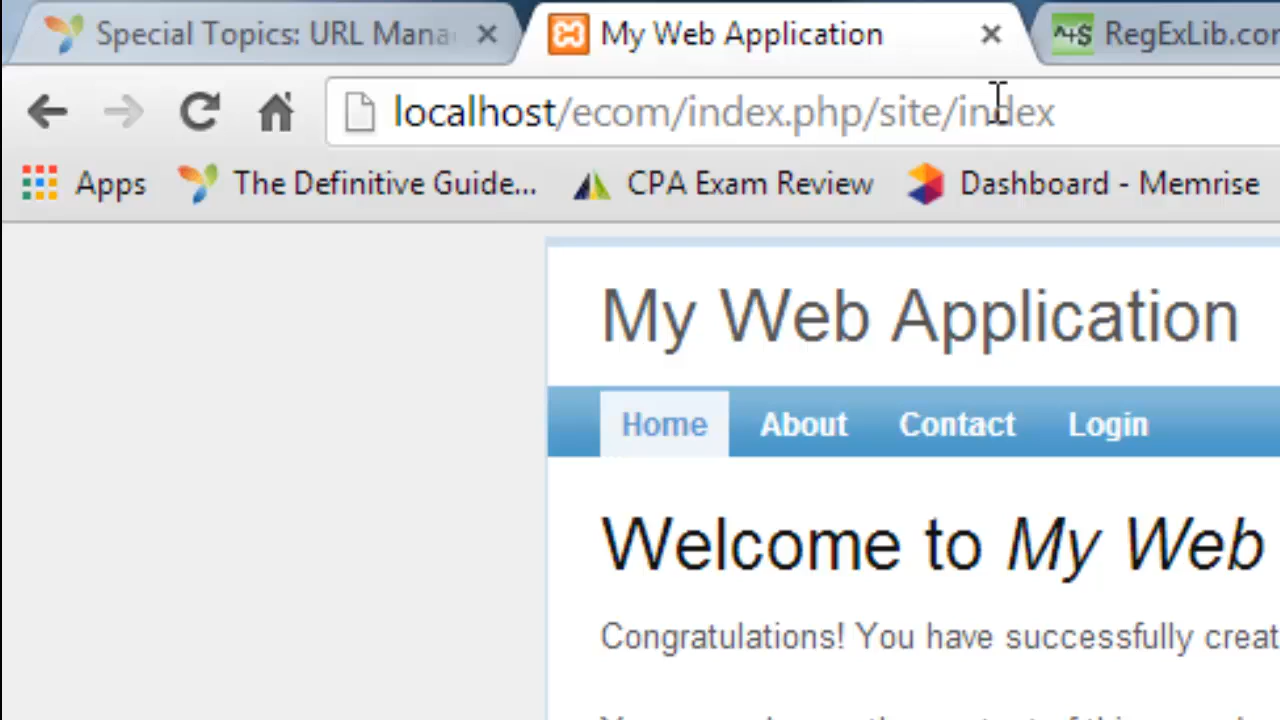 Special Topics: URL Mana
My Web Application
RegExLib.com
localhost/ecom/index.php/site/index
Apps
The Definitive Guide...
CPA Exam Review
Dashboard - Memrise
My Web Application
Home
About
Contact
Login
Welcome to My Web
Congratulations! You have successfully creat